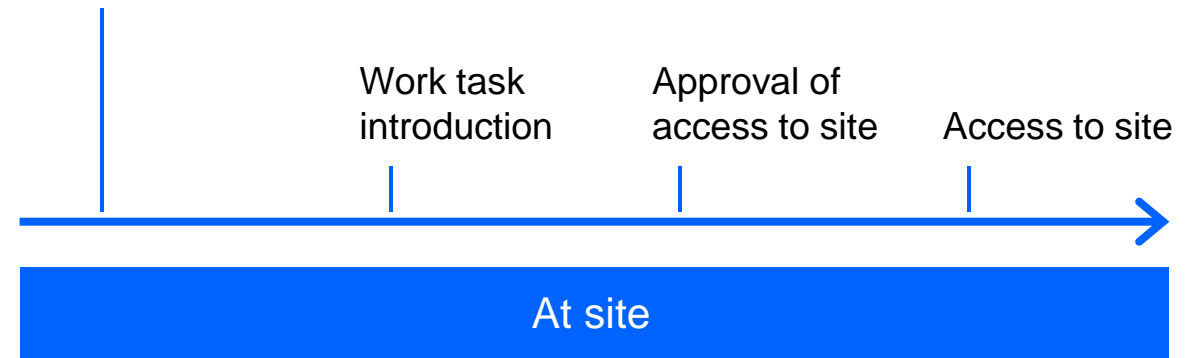 Work task
introduction
Approval of
access to site
Access to site
At site